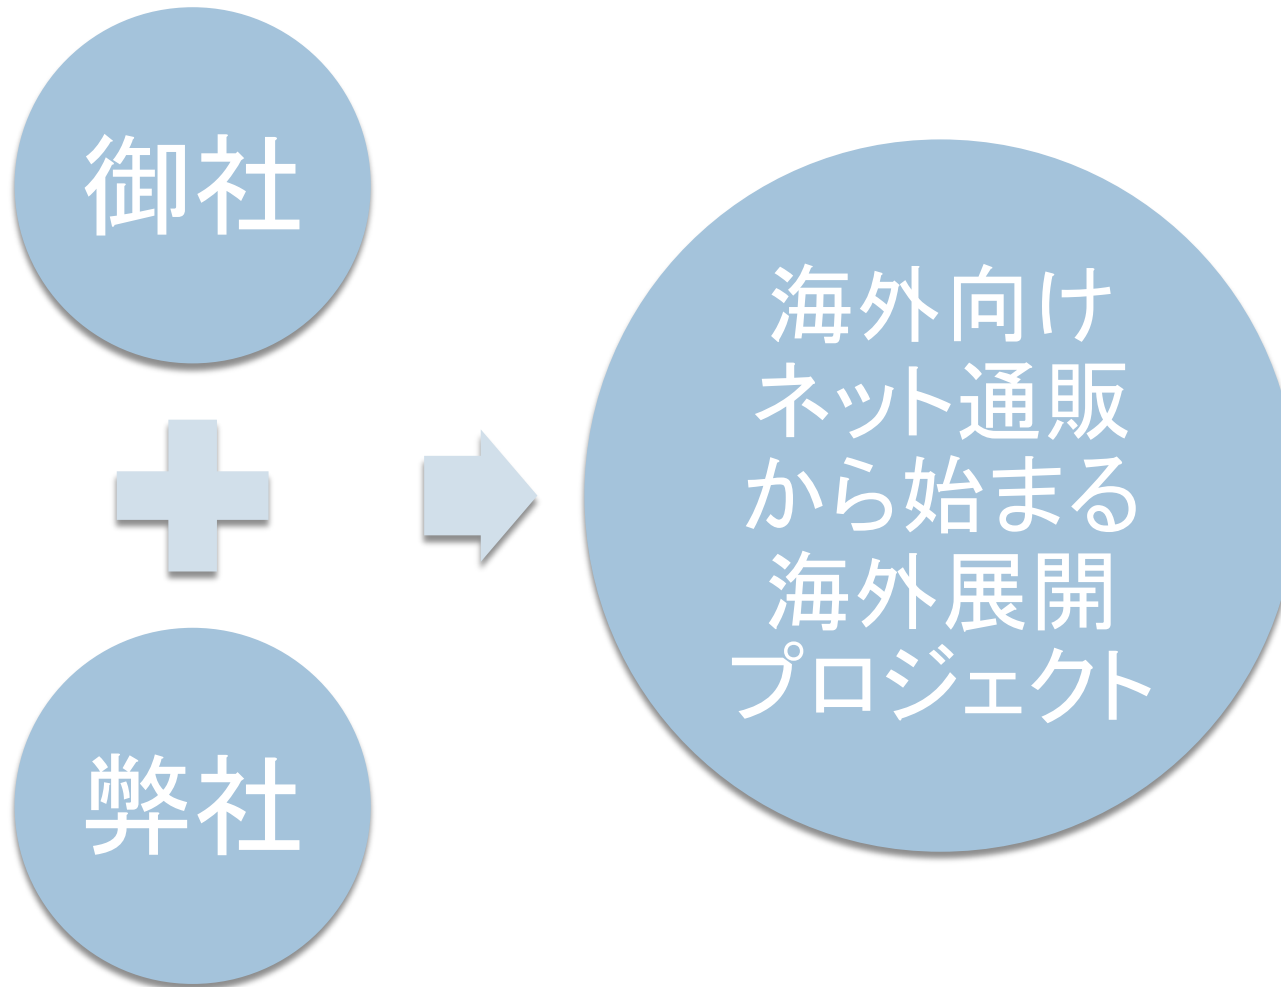 御社
弊社
海外向け
ネット通販
から始まる
海外展開
プロジェクト